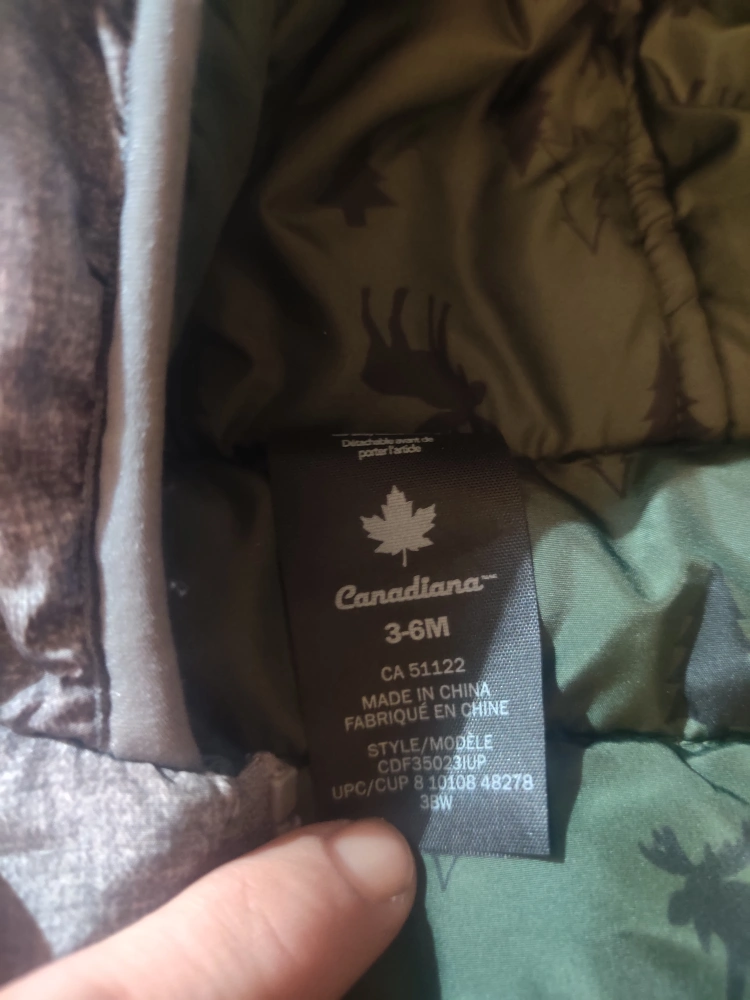 Détachable avant de
porter l'article
Canadiana™
3-6M
CA 51122
MADE IN CHINA
FABRIQUÉ EN CHINE
STYLE/MODÈLE
CDF35023IUP
UPC/CUP 8 10108 48278
3BW